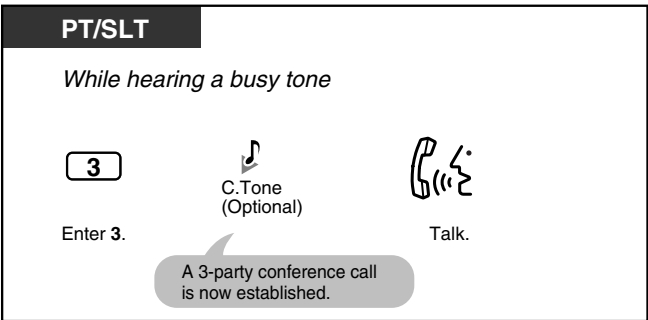 PT/SLT
While hearing a busy tone
3
C.Tone
(Optional)
Enter 3.
Talk.
A 3-party conference call
is now established.